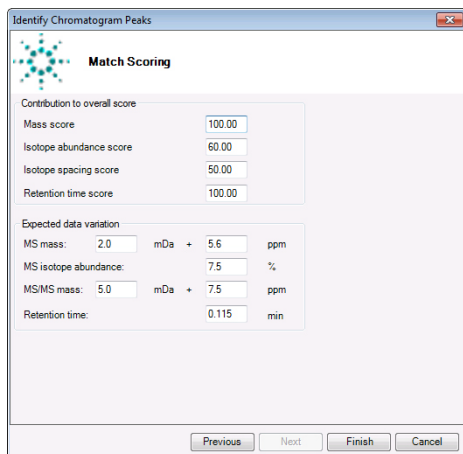 Identify Chromatogram Peaks
Match Scoring
Contribution to overall score
Mass score 100.00
Isotope abundance score 60.00
Isotope spacing score 50.00
Retention time score 100.00
Expected data variation
MS mass: 2.0 mDa + 5.6 ppm
MS isotope abundance: 7.5 %
MS/MS mass: 5.0 mDa + 7.5 ppm
Retention time: 0.115 min
Previous Next Finish Cancel